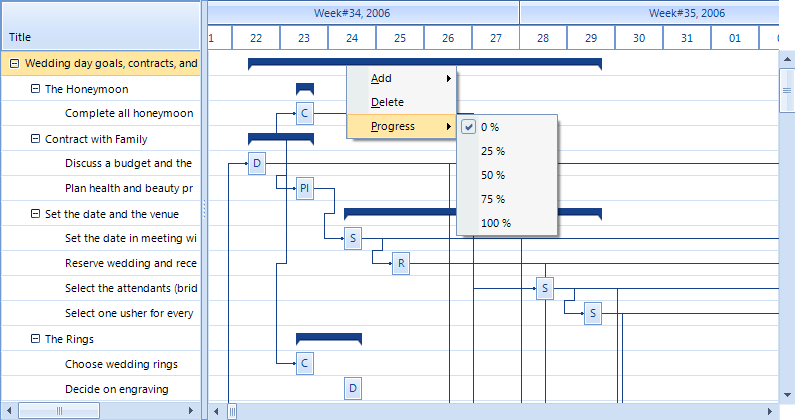 Title
Week#34, 2006
Week#35, 2006
1 22 23 24 25 26 27 28 29 30 31 01 0
Wedding day goals, contracts, and
The Honeymoon
Complete all honeymoon
C
Contract with Family
Discuss a budget and the
D
Plan health and beauty pr
Pl
Set the date and the venue
Set the date in meeting wi
S
Reserve wedding and rece
R
Select the attendants (brid
S
Select one usher for every
S
The Rings
Choose wedding rings
C
Decide on engraving
D
Add
Delete
Progress
0 %
25 %
50 %
75 %
100 %